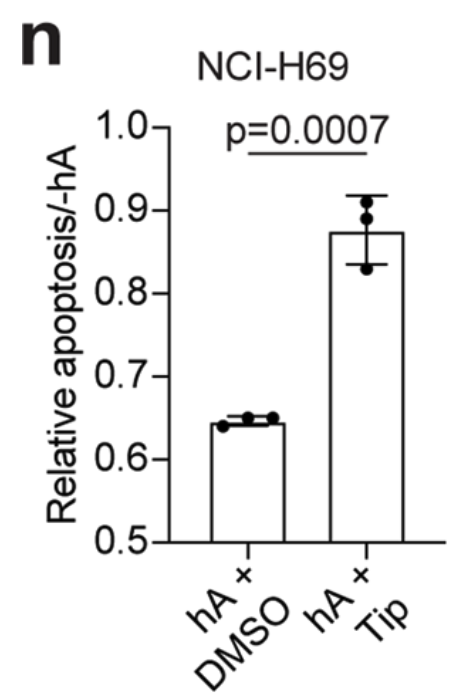 n
NCI-H69
p=0.0007
Relative apoptosis/-hA
1.0
0.9
0.8
0.7
0.6
0.5
hA +
DMSO
hA +
Tip